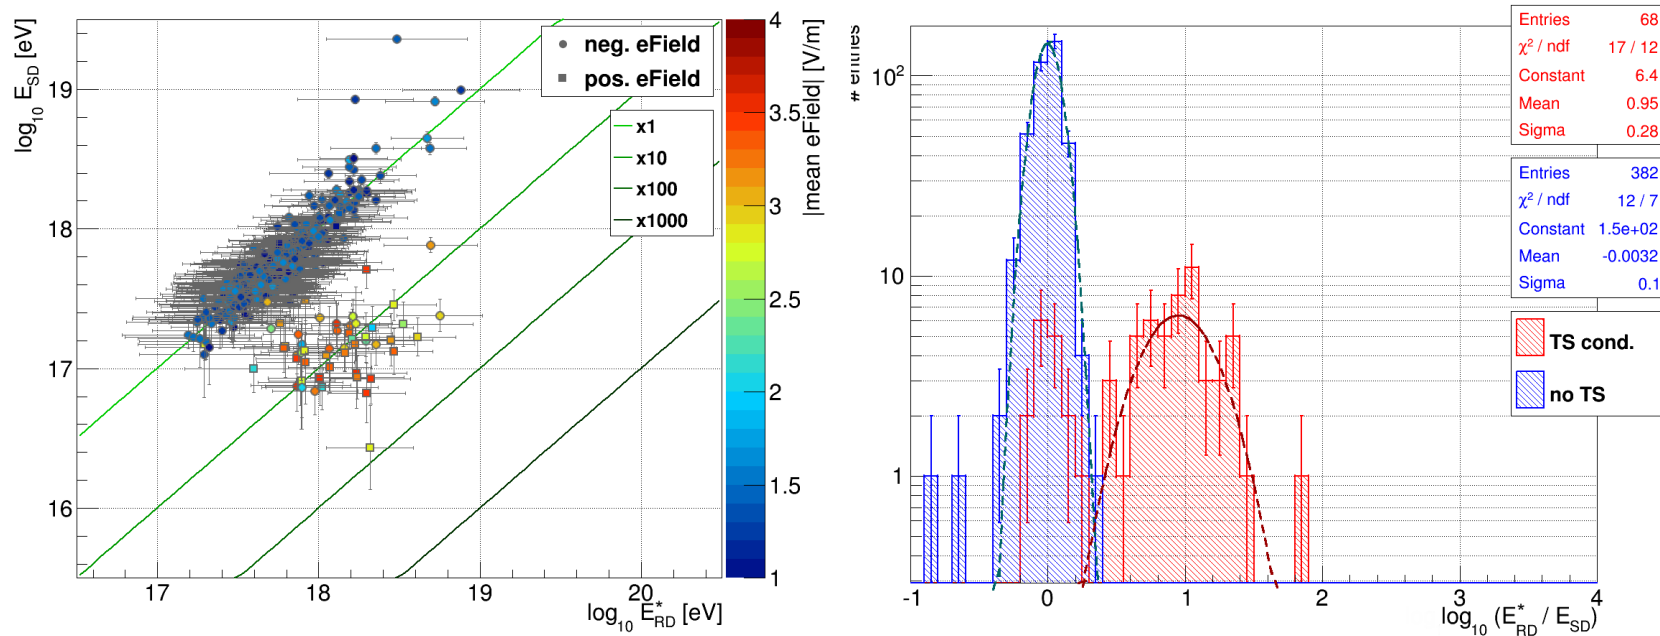 log10 ESD [eV]
19
18
17
16
17
18
19
20
log10 E*RD [eV]
neg. eField
pos. eField
x1
x10
x100
x1000
4
3.5
3
2.5
2
1.5
1
|mean eField| [V/m]
# entries
10²
10
1
-1
0
1
2
4
log10 (E*RD / ESD)
Entries 68
χ² / ndf 17 / 12
Constant 6.4
Mean 0.95
Sigma 0.28
Entries 382
χ² / ndf 12 / 7
Constant 1.5e+02
Mean -0.0032
Sigma 0.1
TS cond.
no TS